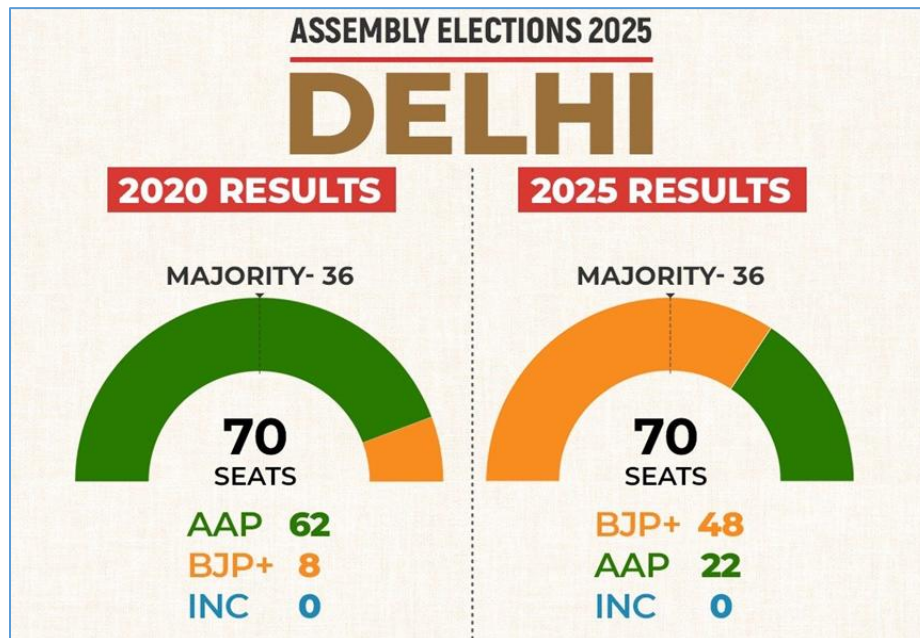 ASSEMBLY ELECTIONS 2025
DELHI
2020 RESULTS
MAJORITY- 36
70
SEATS
AAP 62
BJP+ 8
INC 0
2025 RESULTS
MAJORITY- 36
70
SEATS
BJP+ 48
AAP 22
INC 0